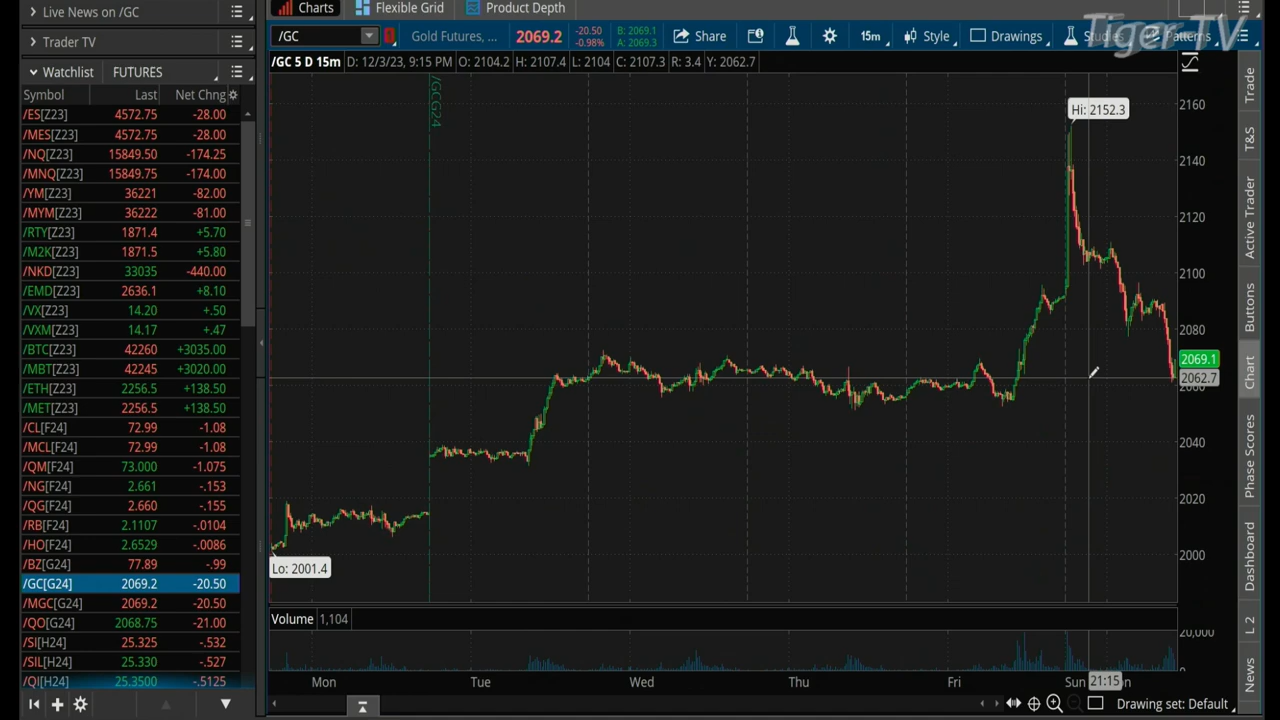 Live News on /GC
Trader TV
Watchlist FUTURES
Symbol Last Net Chng
/ES[Z23] 4572.75 -28.00
/MES[Z23] 4572.75 -28.00
/NQ[Z23] 15849.50 -174.25
/MNQ[Z23] 15849.75 -174.00
/YM[Z23] 36221 -82.00
/MYM[Z23] 36222 -81.00
/RTY[Z23] 1871.4 +5.70
/M2K[Z23] 1871.5 +5.80
/NKD[Z23] 33035 -440.00
/EMD[Z23] 2636.1 +8.10
/VX[Z23] 14.20 +.50
/VXM[Z23] 14.17 +.47
/BTC[Z23] 42260 +3035.00
/MBT[Z23] 42245 +3020.00
/ETH[Z23] 2256.5 +138.50
/MET[Z23] 2256.5 +138.50
/CL[F24] 72.99 -1.08
/MCL[F24] 72.99 -1.08
/QM[F24] 73.000 -1.075
/NG[F24] 2.661 -.153
/QG[F24] 2.660 -.155
/RB[F24] 2.1107 -.0104
/HO[F24] 2.6529 -.0086
/BZ[G24] 77.89 -.99
/GC[G24] 2069.2 -20.50
/MGC[G24] 2069.2 -20.50
/QO[G24] 2068.75 -21.00
/SI[H24] 25.325 -.532
/SIL[H24] 25.330 -.527
/QI[H24] 25.3500 -.5125
Charts Flexible Grid Product Depth
/GC Gold Futures, ... 2069.2 -20.50 -0.98% B: 2069.1 A: 2069.3 Share 15m Style Drawings Studies Patterns
Tiger TV
/GC 5 D 15m D: 12/3/23, 9:15 PM O: 2104.2 H: 2107.4 L: 2104 C: 2107.3 R: 3.4 Y: 2062.7
/GCG24
Hi: 2152.3
Lo: 2001.4
2160
2140
2120
2100
2080
2069.1
2062.7
2060
2040
2020
2000
Volume 1,104
20,000
Mon Tue Wed Thu Fri Sun 21:15
Drawing set: Default
Trade
T&S
Active Trader
Buttons
Chart
Phase Scores
Dashboard
L 2
News